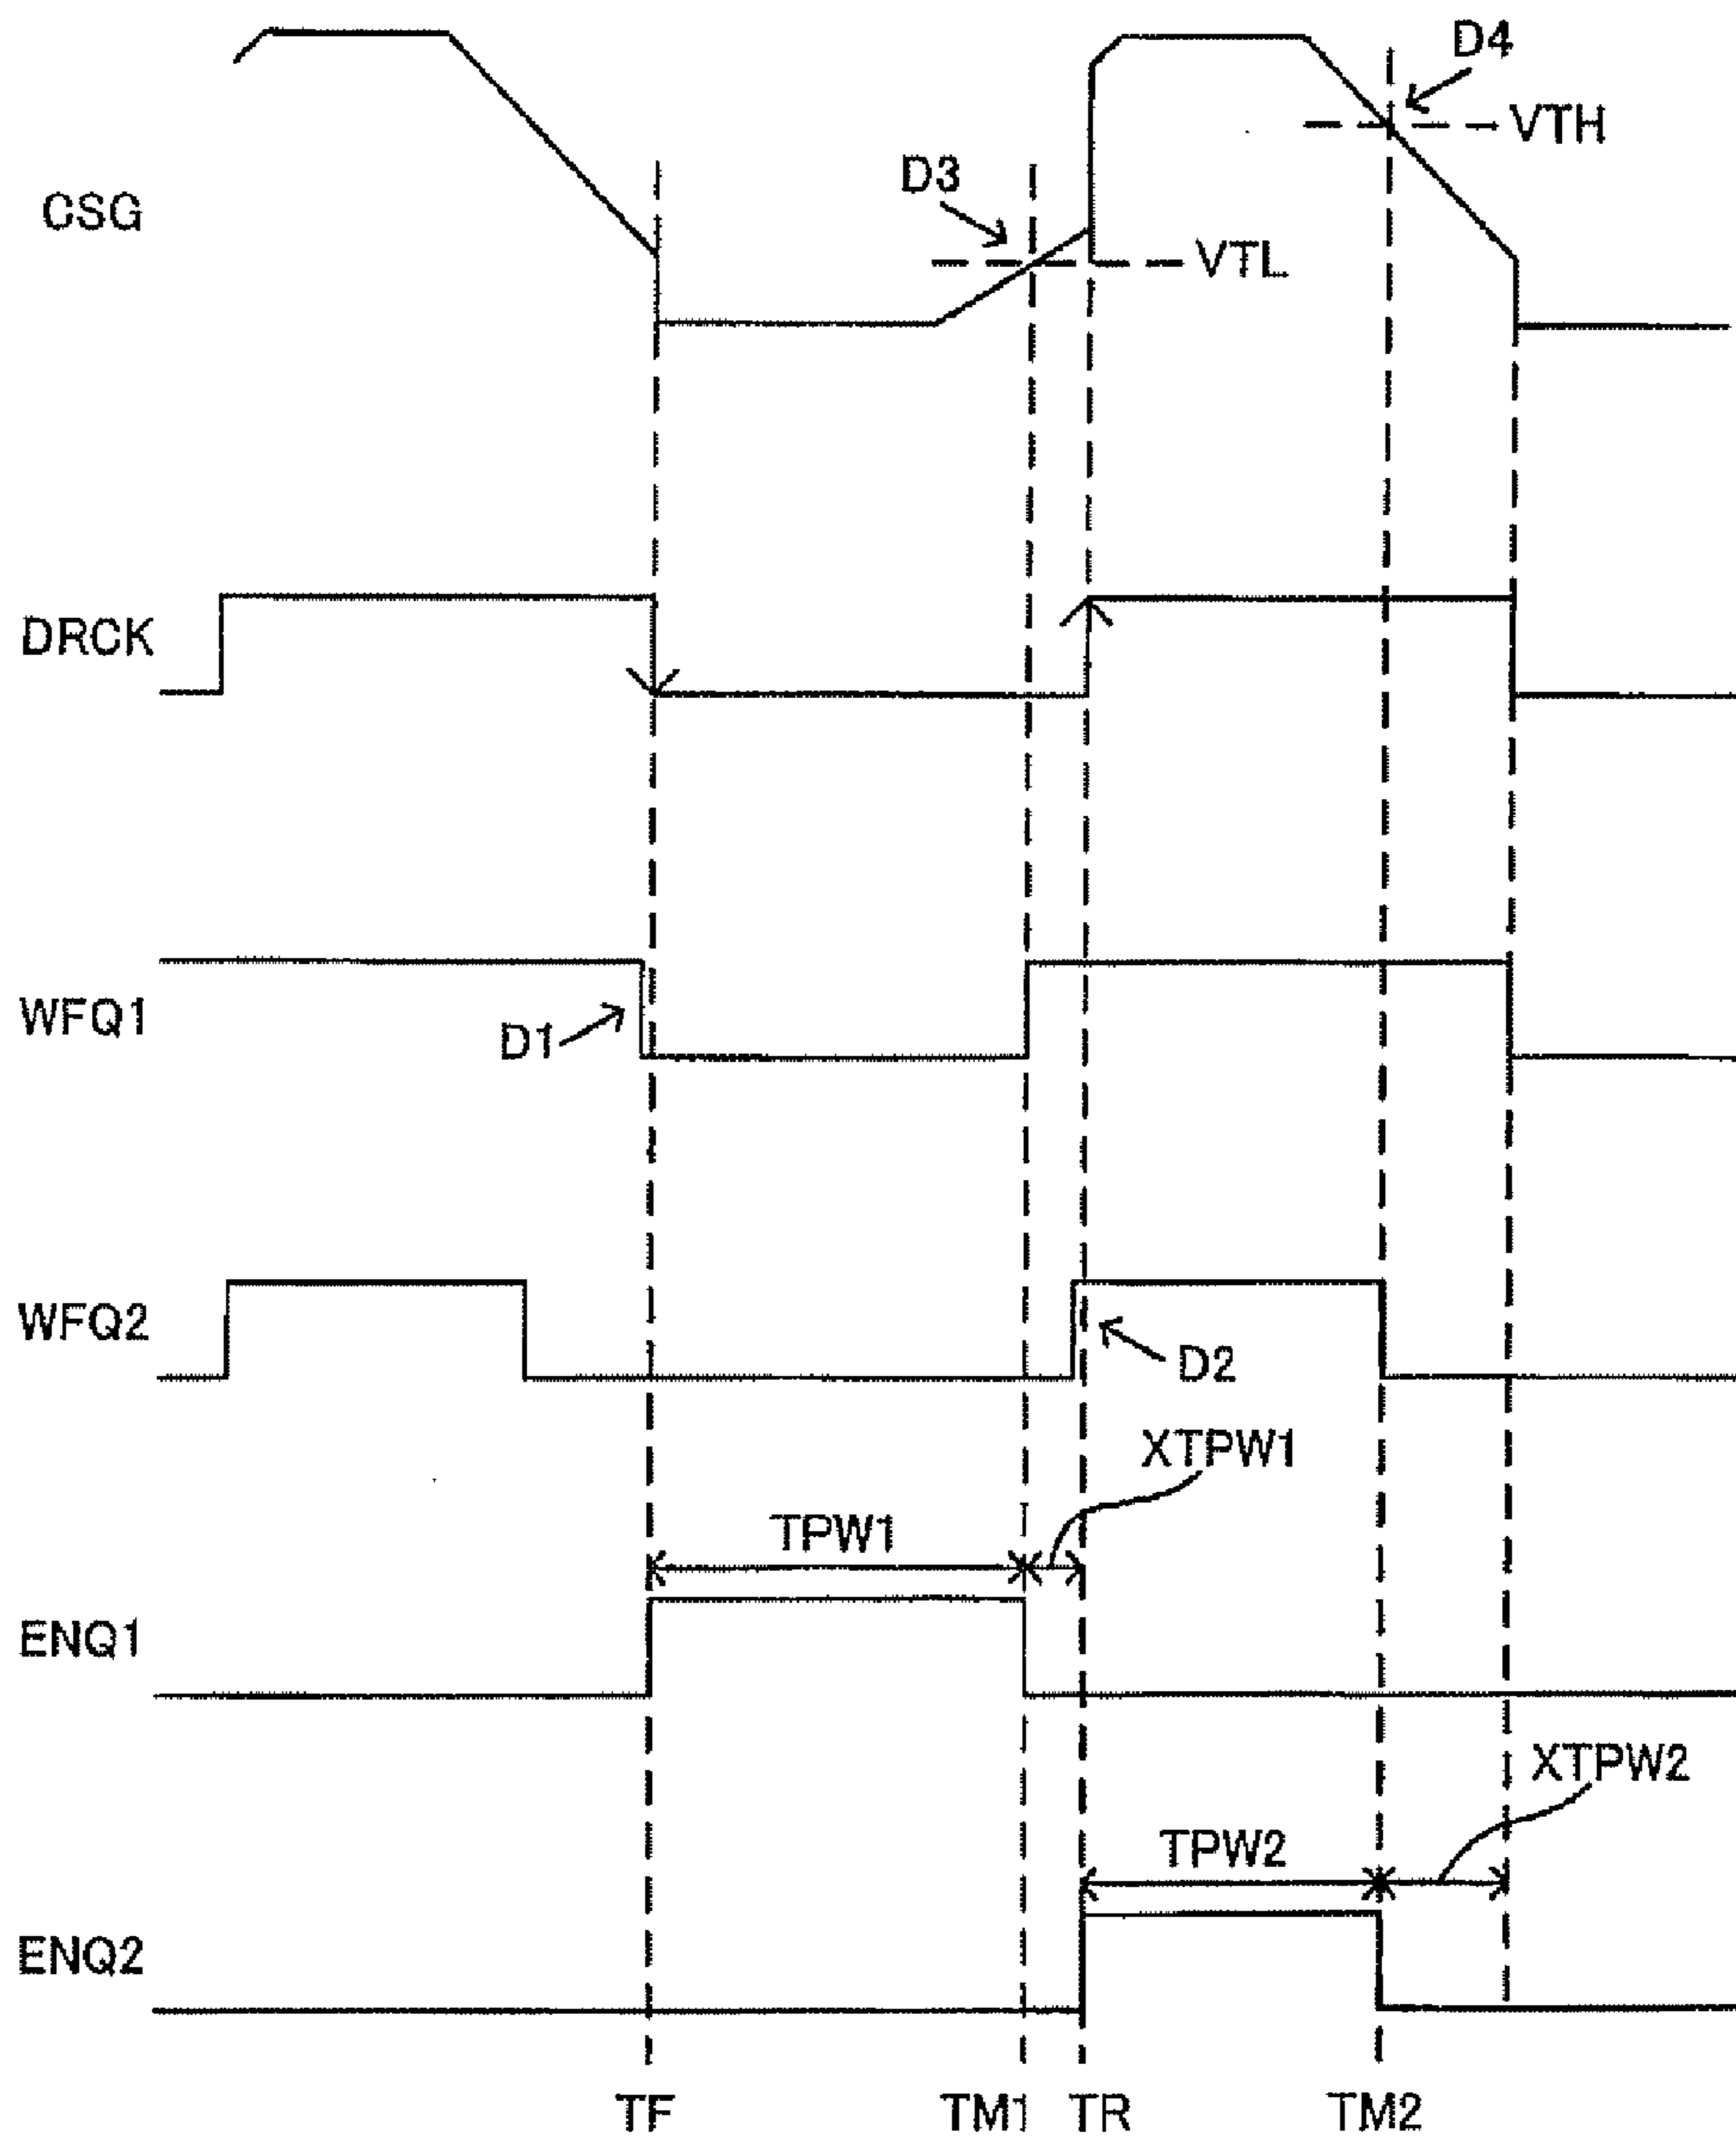 D4
VTH
D3
CSG
VTL
DRCK
WFQ1
D1
WFQ2
D2
XTPW1
TPW1
ENQ1
XTPW2
TPW2
ENQ2
TF
TM1
TR
TM2